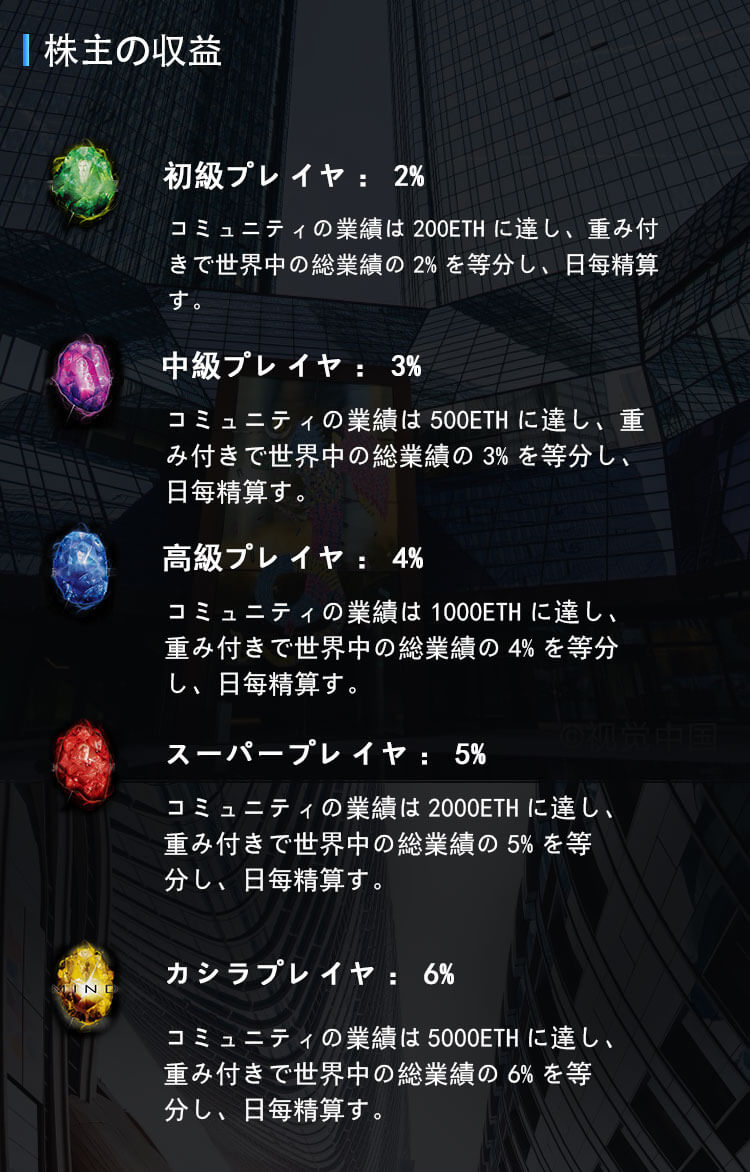 株主の収益
初級プレイヤ： 2%
コミュニティの業績は 200ETH に達し、重み付
きで世界中の総業績の 2% を等分し、日毎精算
す。
中級プレイヤ： 3%
コミュニティの業績は 500ETH に達し、重
み付きで世界中の総業績の 3% を等分し、
日毎精算す。
高級プレイヤ： 4%
コミュニティの業績は 1000ETH に達し、
重み付きで世界中の総業績の 4% を等分
し、日毎精算す。
©视觉中国
スーパープレイヤ： 5%
コミュニティの業績は 2000ETH に達し、
重み付きで世界中の総業績の 5% を等
分し、日毎精算す。
カシラプレイヤ： 6%
MIND
コミュニティの業績は 5000ETH に達し、
重み付きで世界中の総業績の 6% を等
分し、日毎精算す。